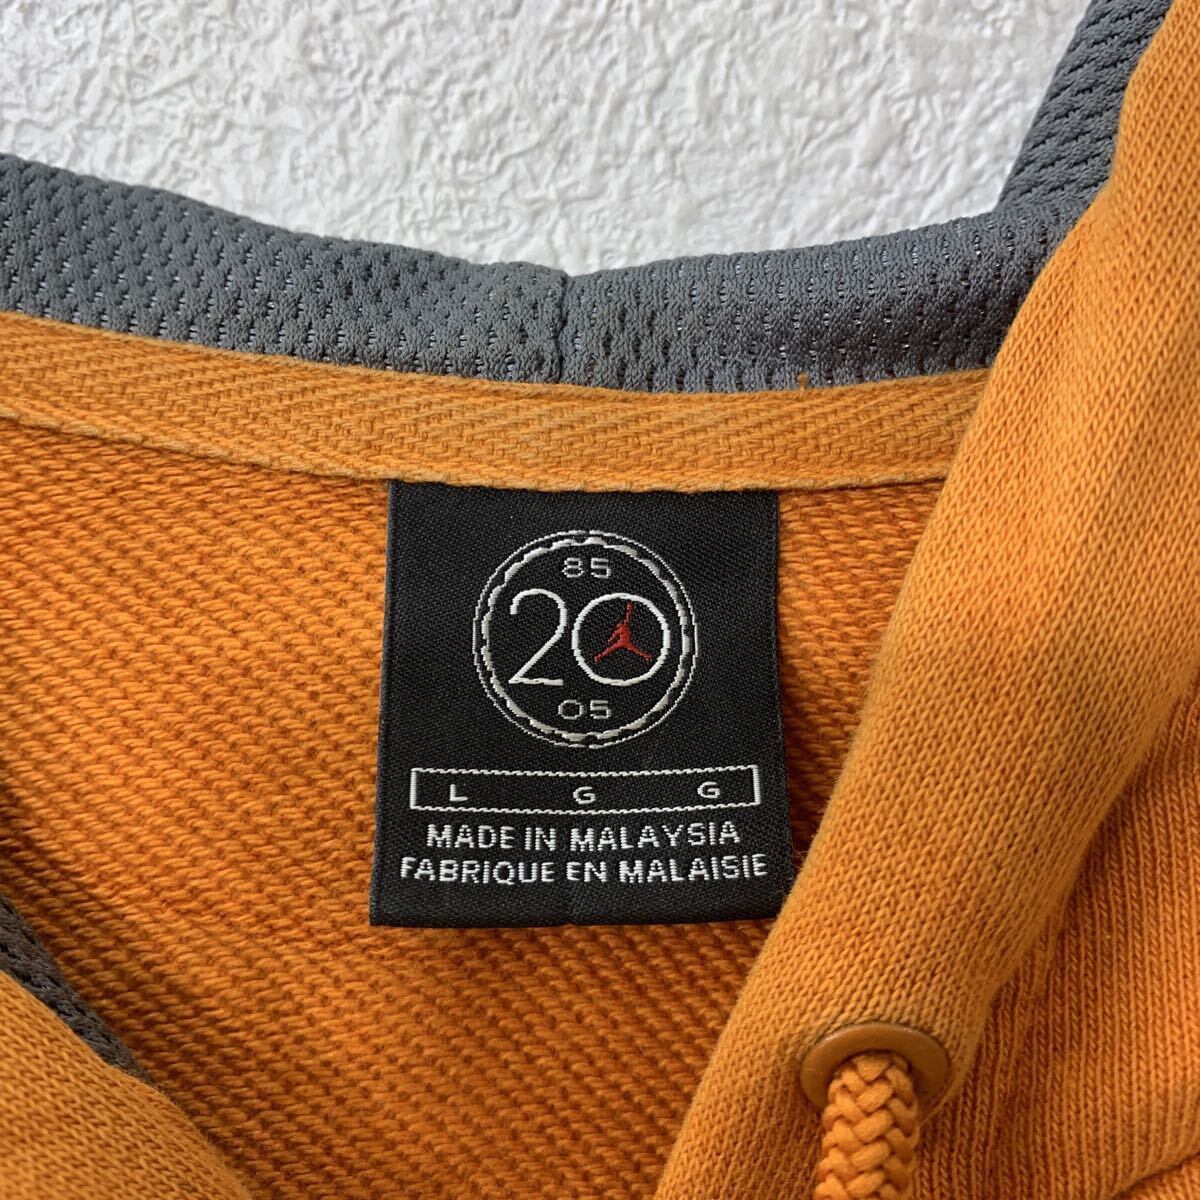 85
20
05
L G G
MADE IN MALAYSIA
FABRIQUE EN MALAISIE